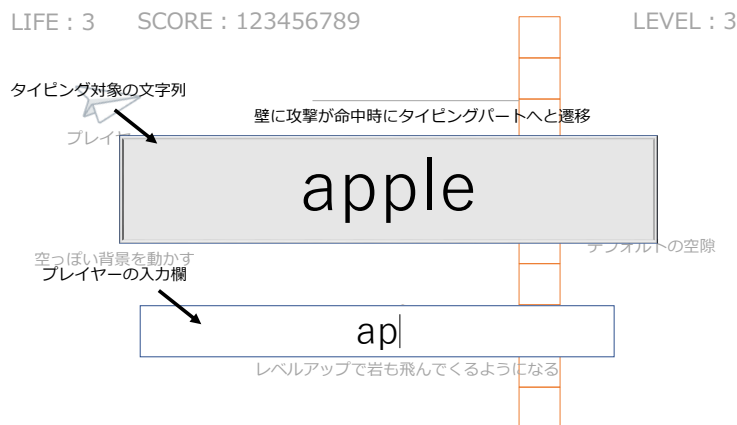 LIFE：3
SCORE：123456789
LEVEL：3
タイピング対象の文字列
壁に攻撃が命中時にタイピングパートへと遷移
プレイヤ
apple
デフォルトの空隙
空っぽい背景を動かす
プレイヤーの入力欄
ap
レベルアップで岩も飛んでくるようになる